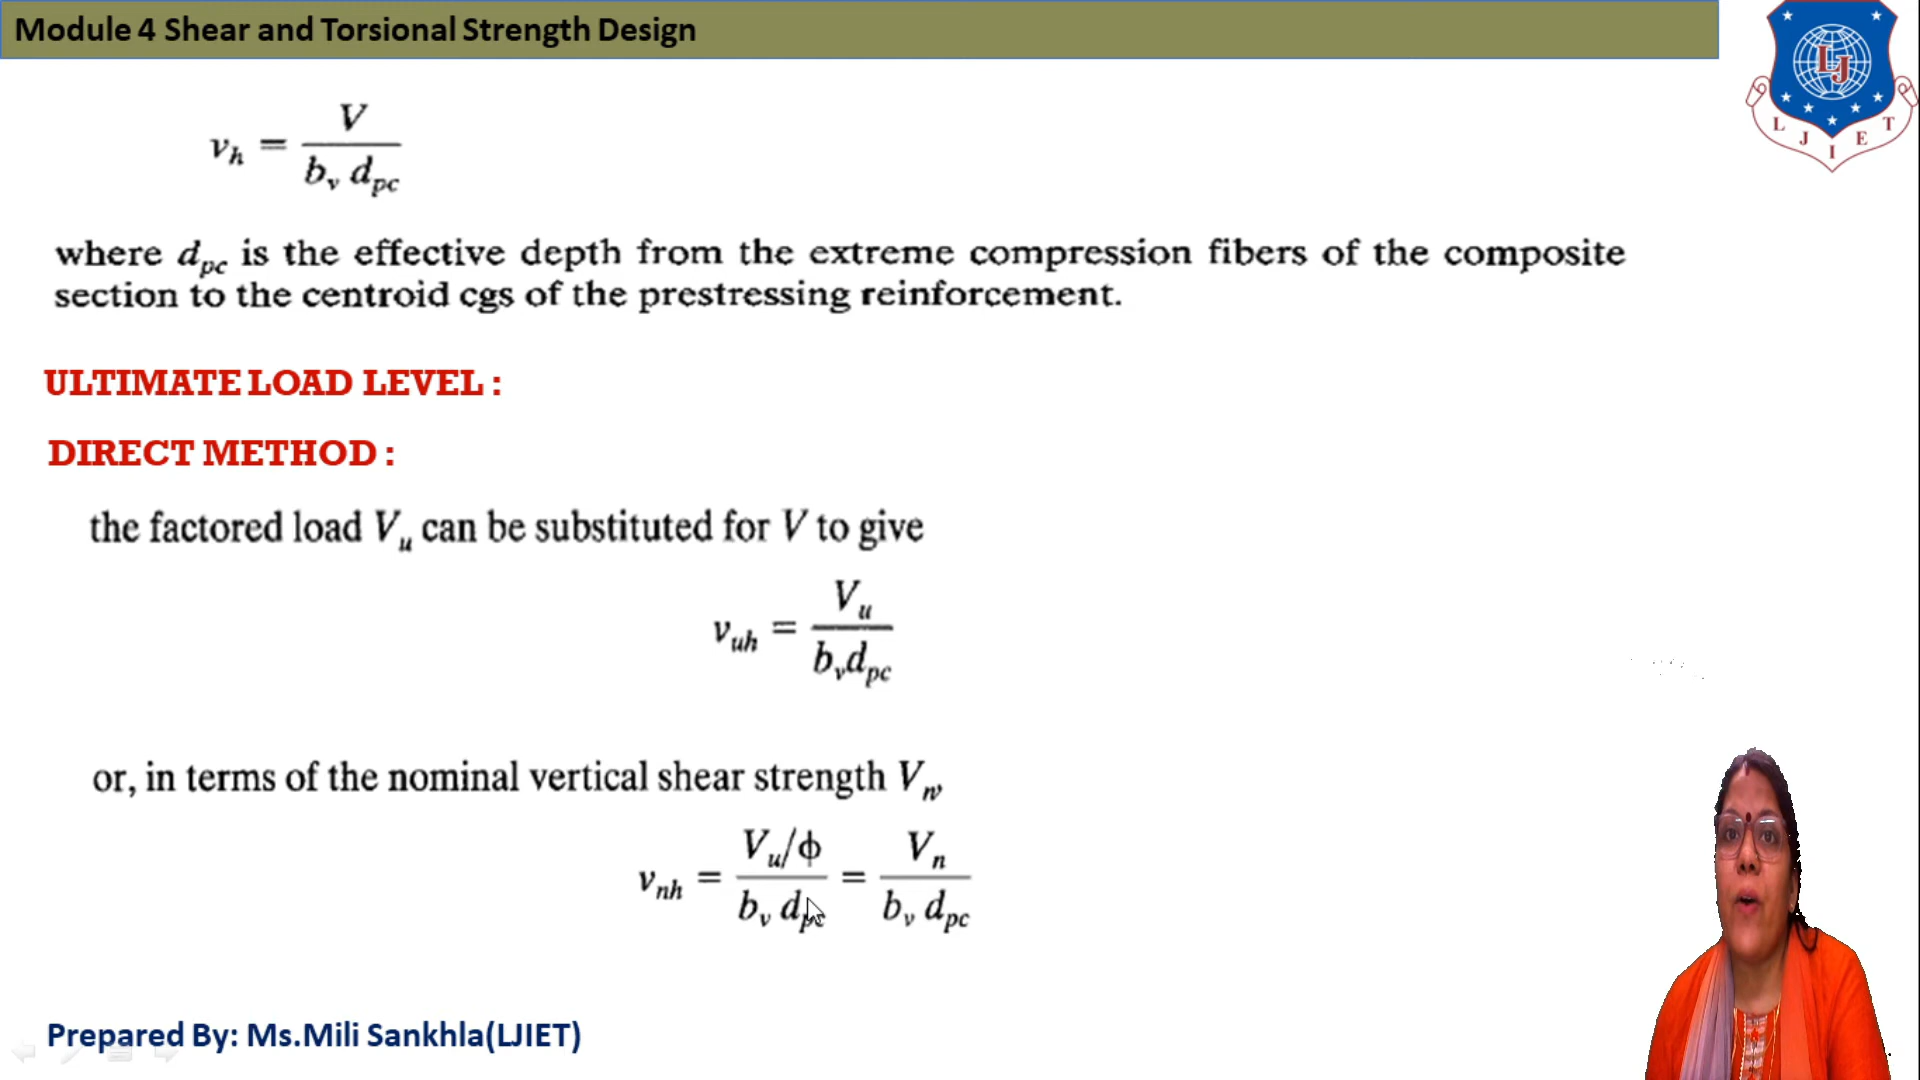 Module 4 Shear and Torsional Strength Design
L J I E T
LJ
v_h = V / b_v d_pc
where d_pc is the effective depth from the extreme compression fibers of the composite
section to the centroid cgs of the prestressing reinforcement.
ULTIMATE LOAD LEVEL :
DIRECT METHOD :
the factored load V_u can be substituted for V to give
v_uh = V_u / b_v d_pc
or, in terms of the nominal vertical shear strength V_n,
v_nh = V_u/ϕ / b_v d_pc = V_n / b_v d_pc
Prepared By: Ms.Mili Sankhla(LJIET)